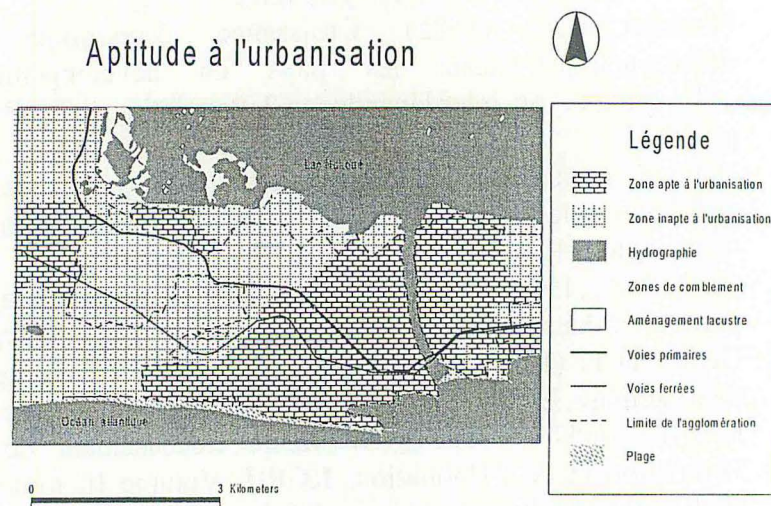 Aptitude à l'urbanisation
Lac Nokoué
Océan atlantique
0 3 Kilometers
Légende
Zone apte à l'urbanisation
Zone inapte à l'urbanisation
Hydrographie
Zones de comblement
Aménagement lacustre
Voies primaires
Voies ferrées
Limite de l'agglomération
Plage